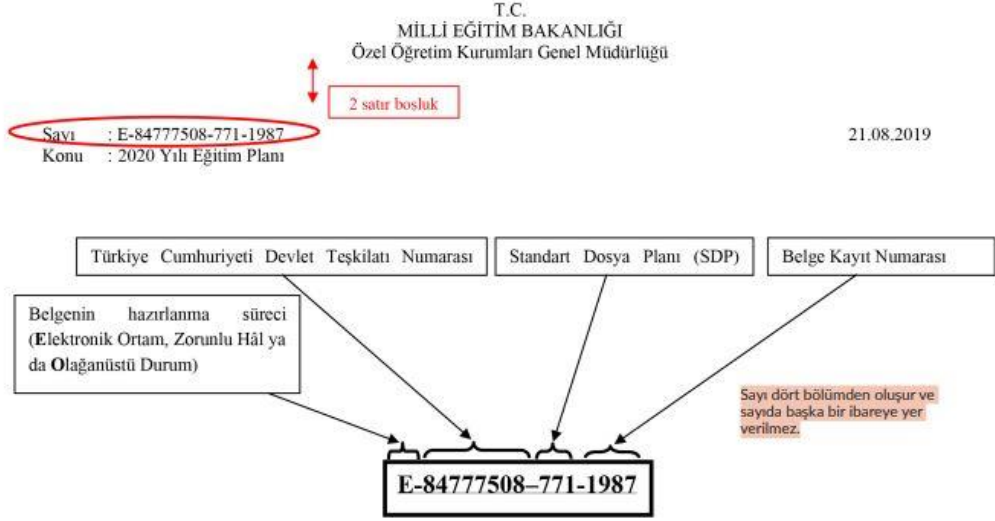 T.C.
MİLLİ EĞİTİM BAKANLIĞI
Özel Öğretim Kurumları Genel Müdürlüğü
2 satır boşluk
Sayı : E-84777508-771-1987 21.08.2019
Konu : 2020 Yılı Eğitim Planı
Türkiye Cumhuriyeti Devlet Teşkilatı Numarası
Standart Dosya Planı (SDP)
Belge Kayıt Numarası
Belgenin hazırlanma süreci
(Elektronik Ortam, Zorunlu Hâl ya
da Olağanüstü Durum)
Sayı dört bölümden oluşur ve
sayıda başka bir ibareye yer
verilmez.
E-84777508–771-1987